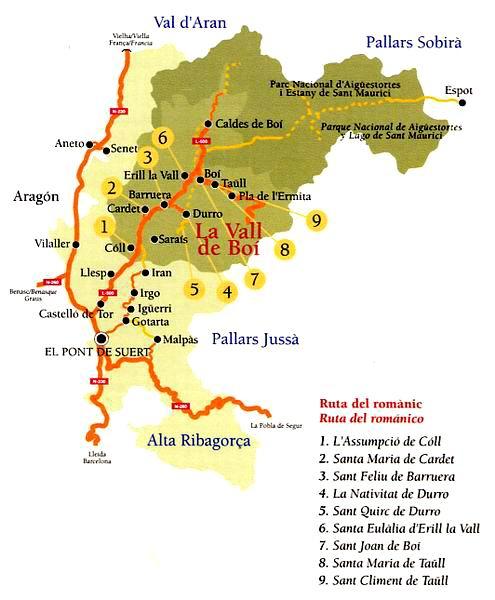 Val d'Aran
Vielha/Viella
França/Francia
Pallars Sobirà
Parc Nacional d'Aigüestortes
i Estany de Sant Maurici
Espot
N-230
Caldes de Boí
Parque Nacional de Aigüestortes
y Lago de Sant Maurici
6
L-500
Aneto
Senet
3
Erill la Vall
Boí
Taüll
2
Barruera
Pla de l'Ermita
Aragón
Cardet
Durro
9
1
La Vall
de Boí
Vilaller
Cóll
Saraís
8
Llesp
Iran
7
5
4
Benasc/Benasque
Graus
N-260
L-500
Irgo
Castelló de Tor
Igüerri
Gotarta
EL PONT DE SUERT
Malpàs
Pallars Jussà
N-230
N-260
La Pobla de Segur
Lleida
Barcelona
Alta Ribagorça
Ruta del romànic
Ruta del románico
1. L'Assumpció de Cóll
2. Santa Maria de Cardet
3. Sant Feliu de Barruera
4. La Nativitat de Durro
5. Sant Quirc de Durro
6. Santa Eulàlia d'Erill la Vall
7. Sant Joan de Boí
8. Santa Maria de Taüll
9. Sant Climent de Taüll